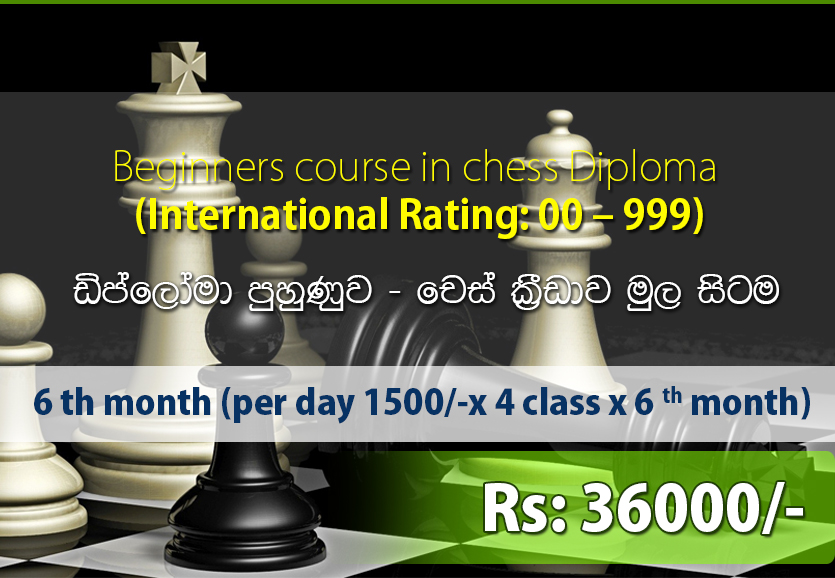 Beginners course in chess Diploma
(International Rating: 00 – 999)
ඩිප්ලෝමා පුහුණුව - චෙස් ක්‍රීඩාව මුල සිටම
6 th month (per day 1500/-x 4 class x 6 th month)
Rs: 36000/-